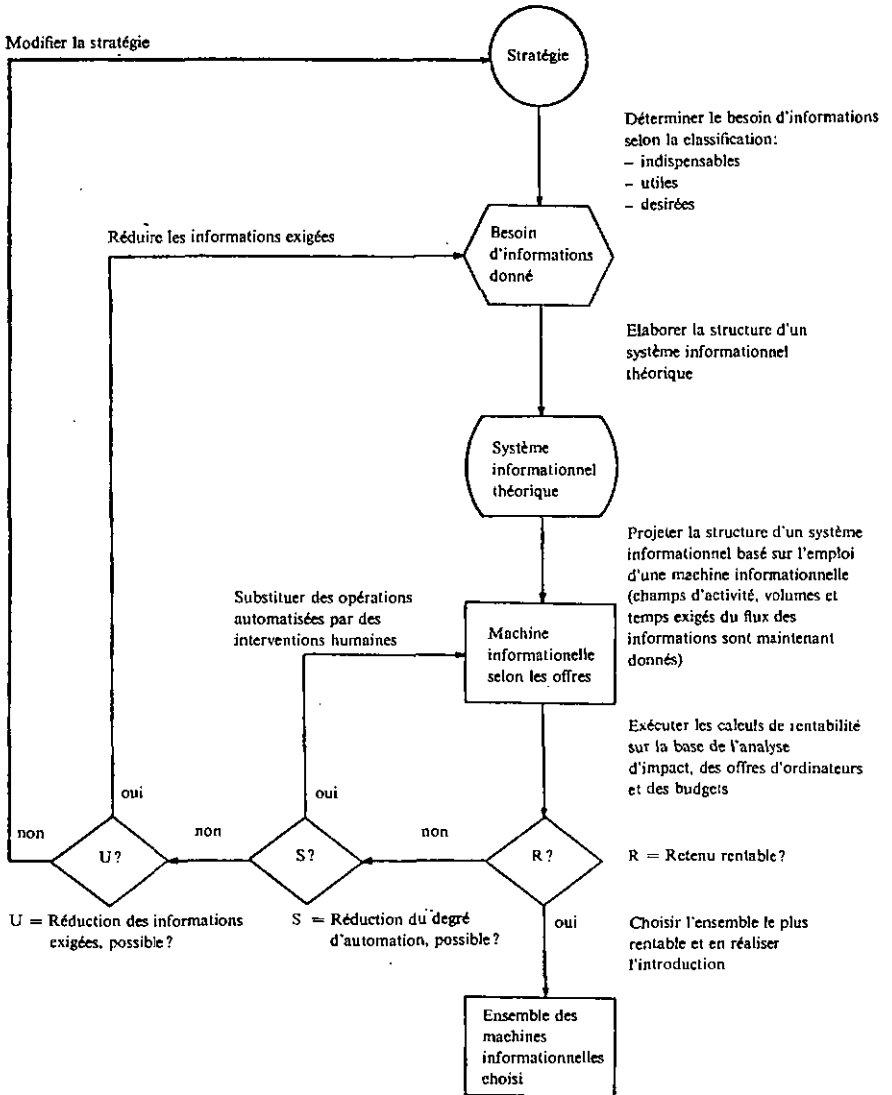 Modifier la stratégie
Stratégie
Déterminer le besoin d'informations
selon la classification:
– indispensables
– utiles
– desirées
Réduire les informations exigées
Besoin
d'informations
donné
Elaborer la structure d'un
système informationnel
théorique
Système
informationnel
théorique
Projeter la structure d'un système
informationnel basé sur l'emploi
d'une machine informationnelle
(champs d'activité, volumes et
temps exigés du flux des
informations sont maintenant
donnés)
Substituer des opérations
automatisées par des
interventions humaines
Machine
informationelle
selon les offres
Exécuter les calculs de rentabilité
sur la base de l'analyse
d'impact, des offres d'ordinateurs
et des budgets
oui
oui
non
non
non
U?
S?
R?
R = Retenu rentable?
U = Réduction des informations
exigées, possible?
S = Réduction du degré
d'automation, possible?
oui
Choisir l'ensemble le plus
rentable et en réaliser
l'introduction
Ensemble des
machines
informationnelles
choisi